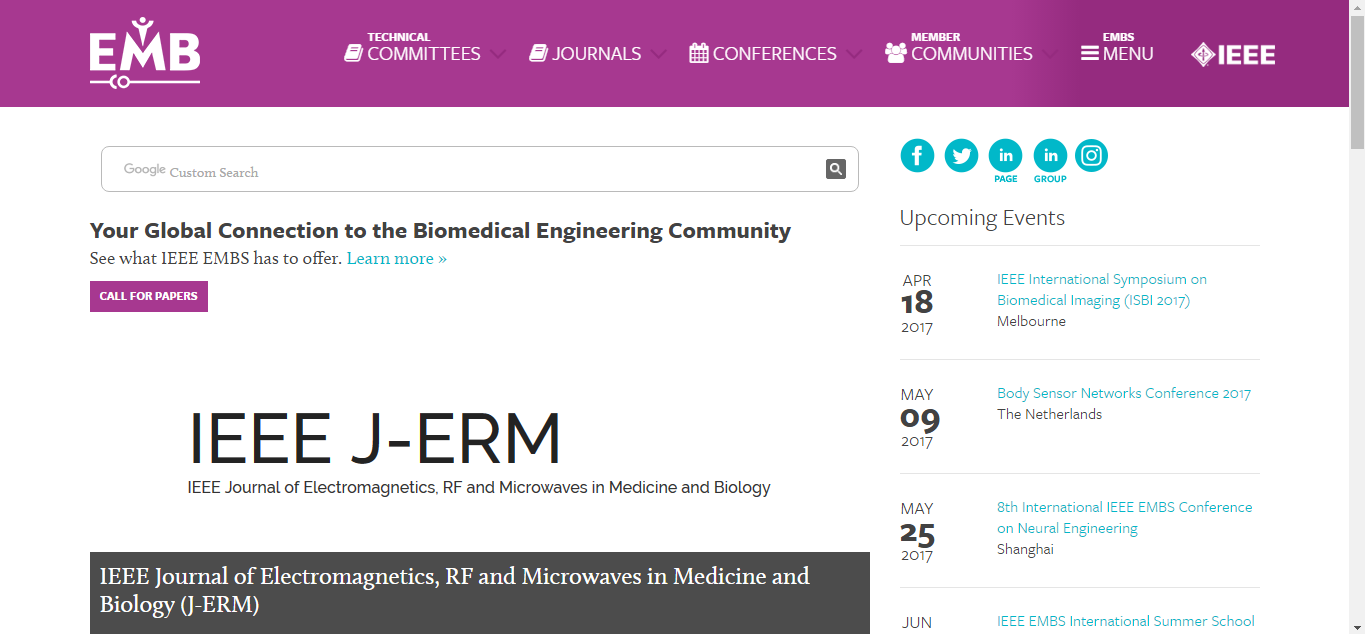 EMB
TECHNICAL
COMMITTEES
JOURNALS
CONFERENCES
MEMBER
COMMUNITIES
EMBS
MENU
IEEE
Google Custom Search
PAGE
GROUP
Your Global Connection to the Biomedical Engineering Community
See what IEEE EMBS has to offer. Learn more »
CALL FOR PAPERS
IEEE J-ERM
IEEE Journal of Electromagnetics, RF and Microwaves in Medicine and Biology
IEEE Journal of Electromagnetics, RF and Microwaves in Medicine and
Biology (J-ERM)
Upcoming Events
APR
18
2017
IEEE International Symposium on
Biomedical Imaging (ISBI 2017)
Melbourne
MAY
09
2017
Body Sensor Networks Conference 2017
The Netherlands
MAY
25
2017
8th International IEEE EMBS Conference
on Neural Engineering
Shanghai
JUN
IEEE EMBS International Summer School